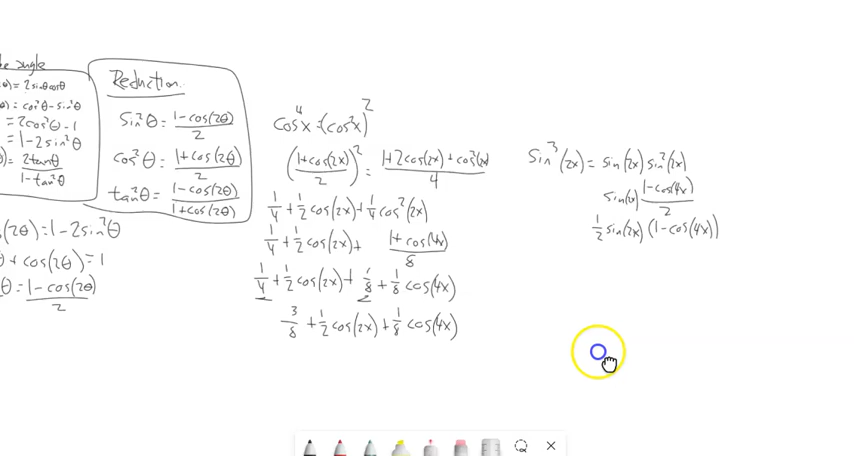 le angle
θ) = 2sinθcosθ
θ) = cos²θ - sin²θ
= 2cos²θ - 1
= 1 - 2sin²θ
θ) = 2tanθ / 1 - tan²θ
Reduction
Sin²θ = 1 - cos(2θ) / 2
cos²θ = 1 + cos(2θ) / 2
tan²θ = 1 - cos(2θ) / 1 + cos(2θ)
(2θ) = 1 - 2sin²θ
θ + cos(2θ) = 1
θ = 1 - cos(2θ) / 2
cos⁴x = (cos²x)²
(1 + cos(2x) / 2)² = 1 + 2cos(2x) + cos²(2x) / 4
1/4 + 1/2 cos(2x) + 1/4 cos²(2x)
1/4 + 1/2 cos(2x) + 1 + cos(4x) / 8
1/4 + 1/2 cos(2x) + 1/8 + 1/8 cos(4x)
3/8 + 1/2 cos(2x) + 1/8 cos(4x)
Sin³(2x) = sin(2x) sin²(2x)
1 - cos(4x) / 2
1/2 sin(2x) (1 - cos(4x))